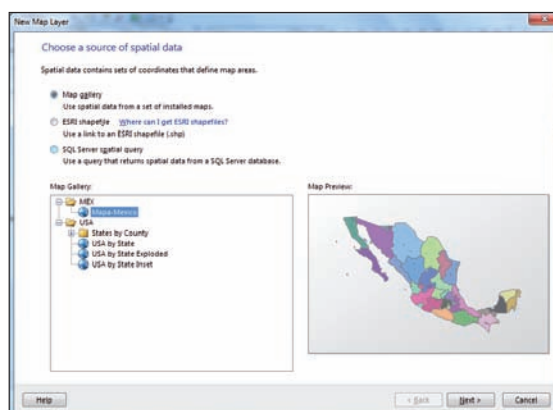 New Map Layer
Choose a source of spatial data
Spatial data contains sets of coordinates that define map areas.
Map gallery
Use spatial data from a set of installed maps.
ESRI shapefile Where can I get ESRI shapefiles?
Use a link to an ESRI shapefile (.shp)
SQL Server spatial query
Use a query that returns spatial data from a SQL Server database.
Map Gallery:
Map Preview:
MEX
Mapa-Mexico
USA
States by County
USA by State
USA by State Exploded
USA by State Inset
Help
< Back
Next >
Cancel